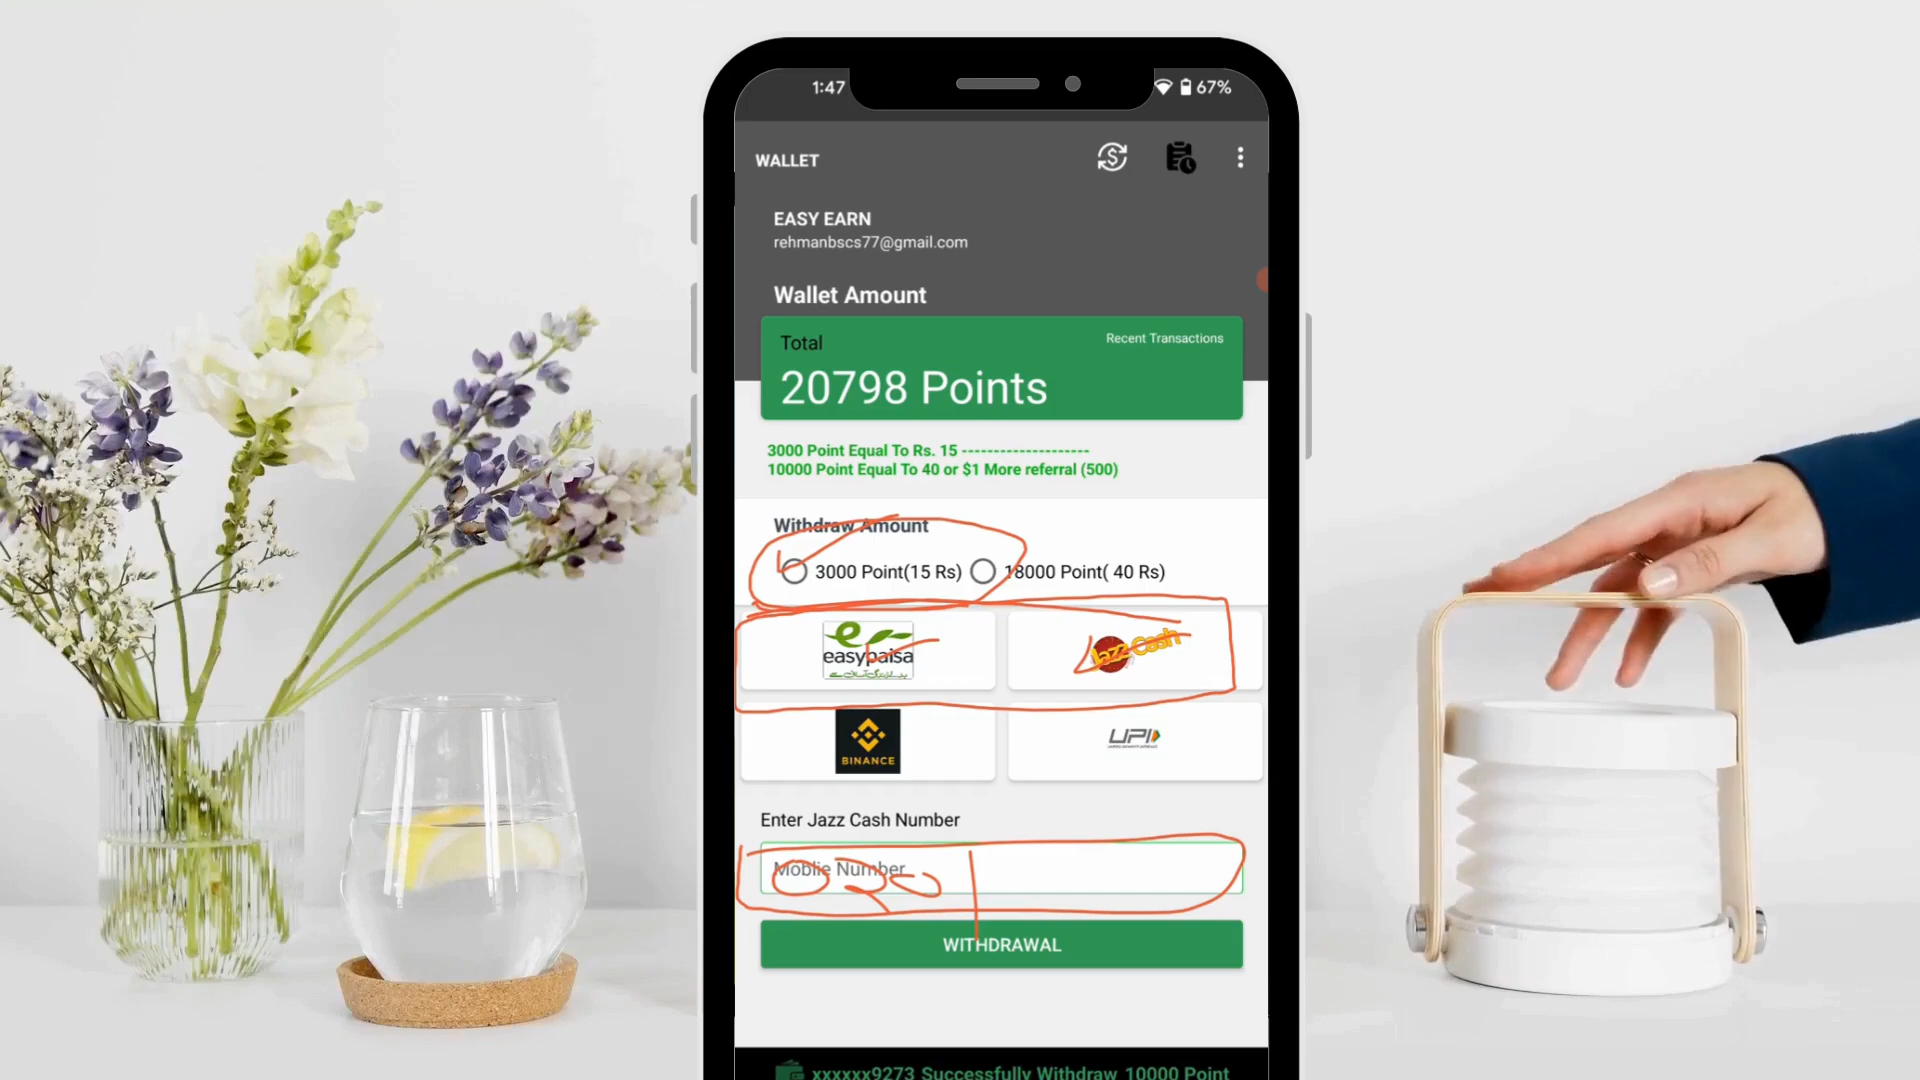 1:47
67%
WALLET
EASY EARN
rehmanbscs77@gmail.com
Wallet Amount
Total
Recent Transactions
20798 Points
3000 Point Equal To Rs. 15 --------------------
10000 Point Equal To 40 or $1 More referral (500)
Withdraw Amount
3000 Point(15 Rs)
18000 Point( 40 Rs)
easypaisa
Jazz Cash
BINANCE
UPI
Enter Jazz Cash Number
Moblie Number
030
WITHDRAWAL
xxxxxx9273 Successfully Withdraw 10000 Point